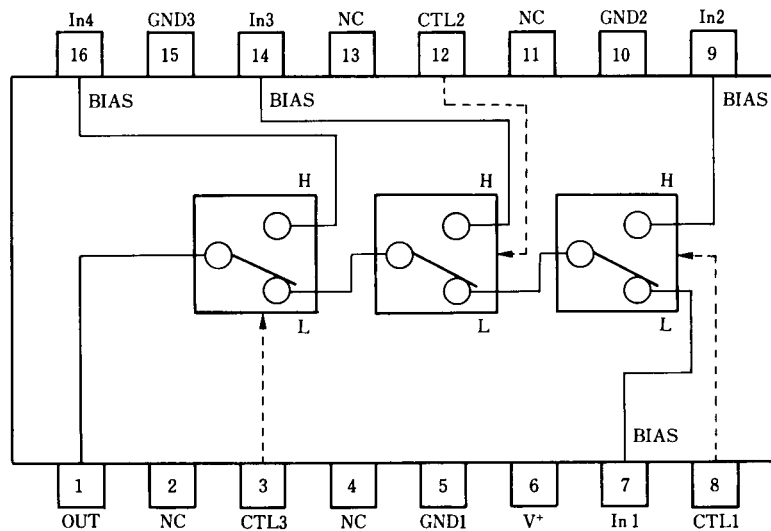 In4 GND3 In3 NC CTL2 NC GND2 In2
16 15 14 13 12 11 10 9
BIAS BIAS BIAS
H H H
L L L
BIAS
1 2 3 4 5 6 7 8
OUT NC CTL3 NC GND1 V⁺ In 1 CTL1